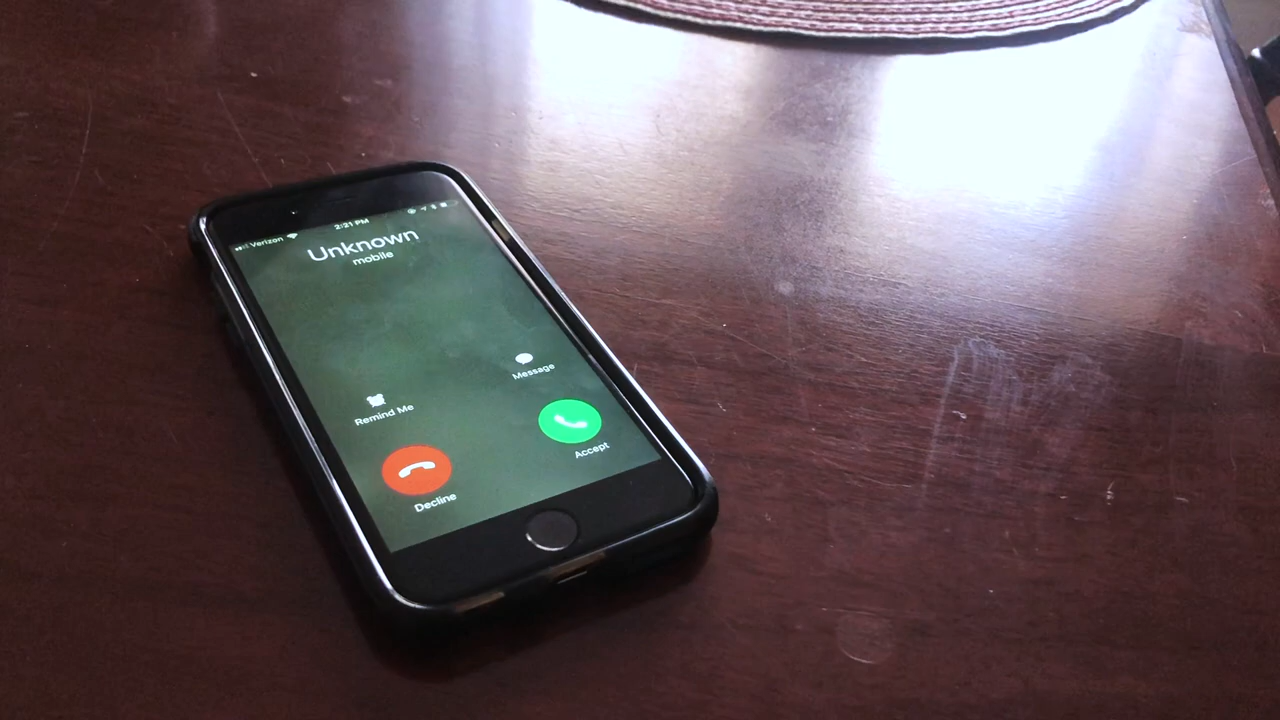 Verizon 2:21 PM
Unknown
mobile
Remind Me Message
Decline Accept